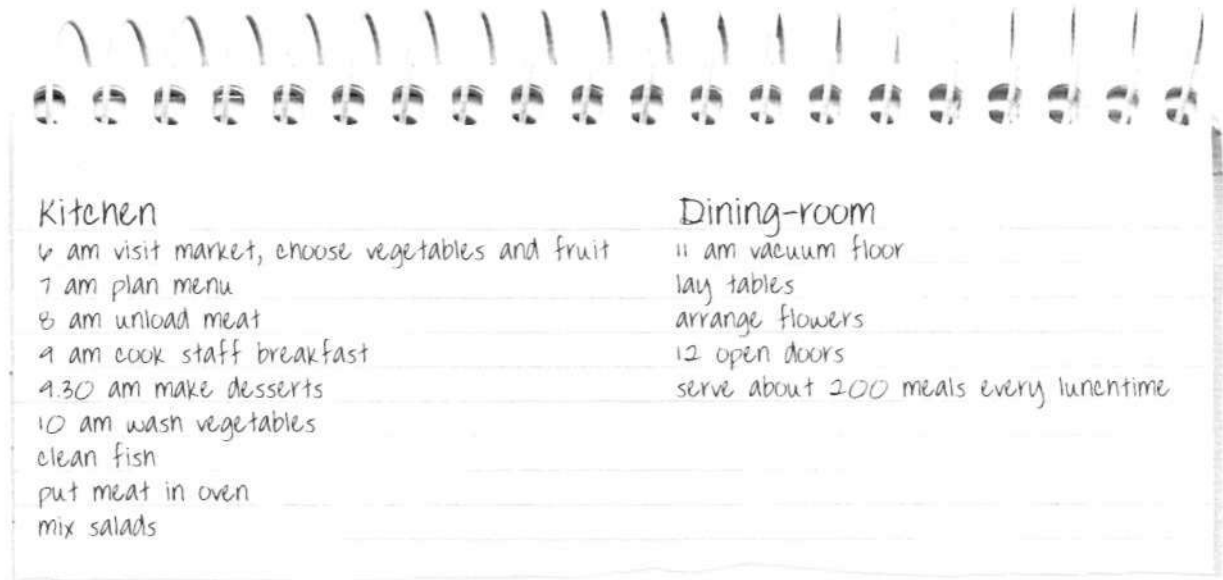 Kitchen
6 am visit market, choose vegetables and fruit
7 am plan menu
8 am unload meat
9 am cook staff breakfast
9.30 am make desserts
10 am wash vegetables
clean fish
put meat in oven
mix salads
Dining-room
11 am vacuum floor
lay tables
arrange flowers
12 open doors
serve about 200 meals every lunchtime